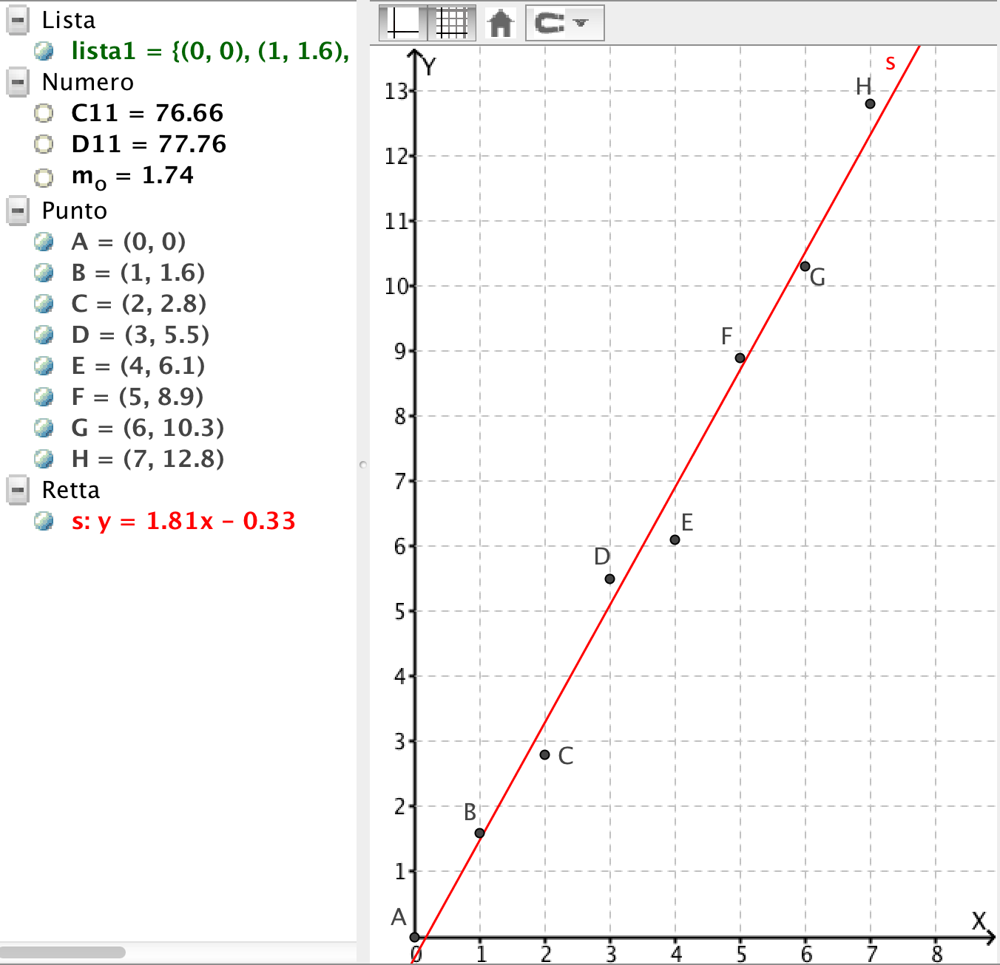 Lista
lista1 = {(0, 0), (1, 1.6),
Numero
C11 = 76.66
D11 = 77.76
mo = 1.74
Punto
A = (0, 0)
B = (1, 1.6)
C = (2, 2.8)
D = (3, 5.5)
E = (4, 6.1)
F = (5, 8.9)
G = (6, 10.3)
H = (7, 12.8)
Retta
s: y = 1.81x – 0.33
Y
s
H
13
12
11
10
G
F
9
8
7
E
6
D
5
4
3
C
2
B
1
A
X
0 1 2 3 4 5 6 7 8